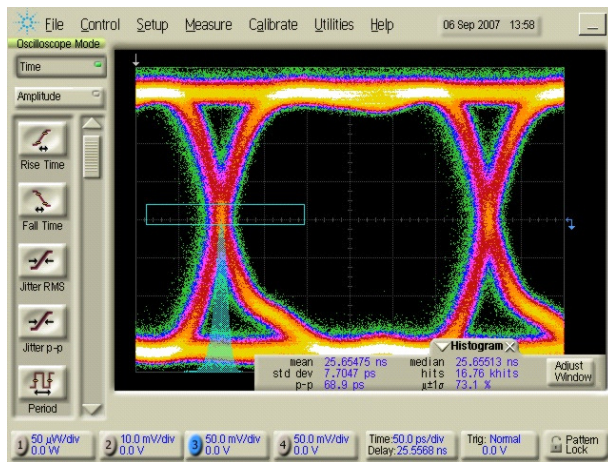 File Control Setup Measure Calibrate Utilities Help 06 Sep 2007 13:58
Oscilloscope Mode
Time
Amplitude
Rise Time
Fall Time
Jitter RMS
Jitter p-p
Period
Histogram
mean 25.65475 ns median 25.65513 ns
std dev 7.7047 ps hits 16.76 khits
p-p 68.9 ps µ±1σ 73.1 %
Adjust
Window
1 50 µW/div 2 10.0 mV/div 3 50.0 mV/div 4 50.0 mV/div Time:50.0 ps/div Trig: Normal Pattern
0.0 W 0.0 V 0.0 V 0.0 V Delay:25.5568 ns 0.0 V Lock